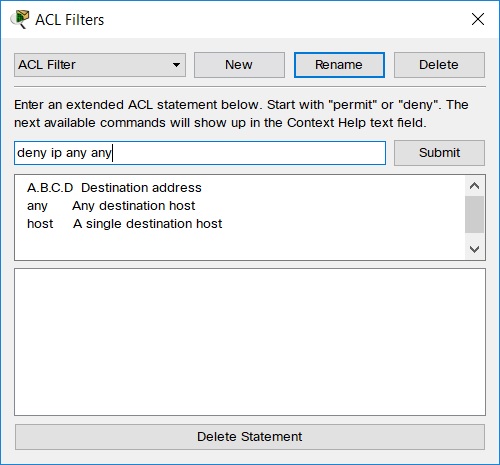 ACL Filters
ACL Filter New Rename Delete
Enter an extended ACL statement below. Start with "permit" or "deny". The
next available commands will show up in the Context Help text field.
deny ip any any Submit
A.B.C.D Destination address
any Any destination host
host A single destination host
Delete Statement